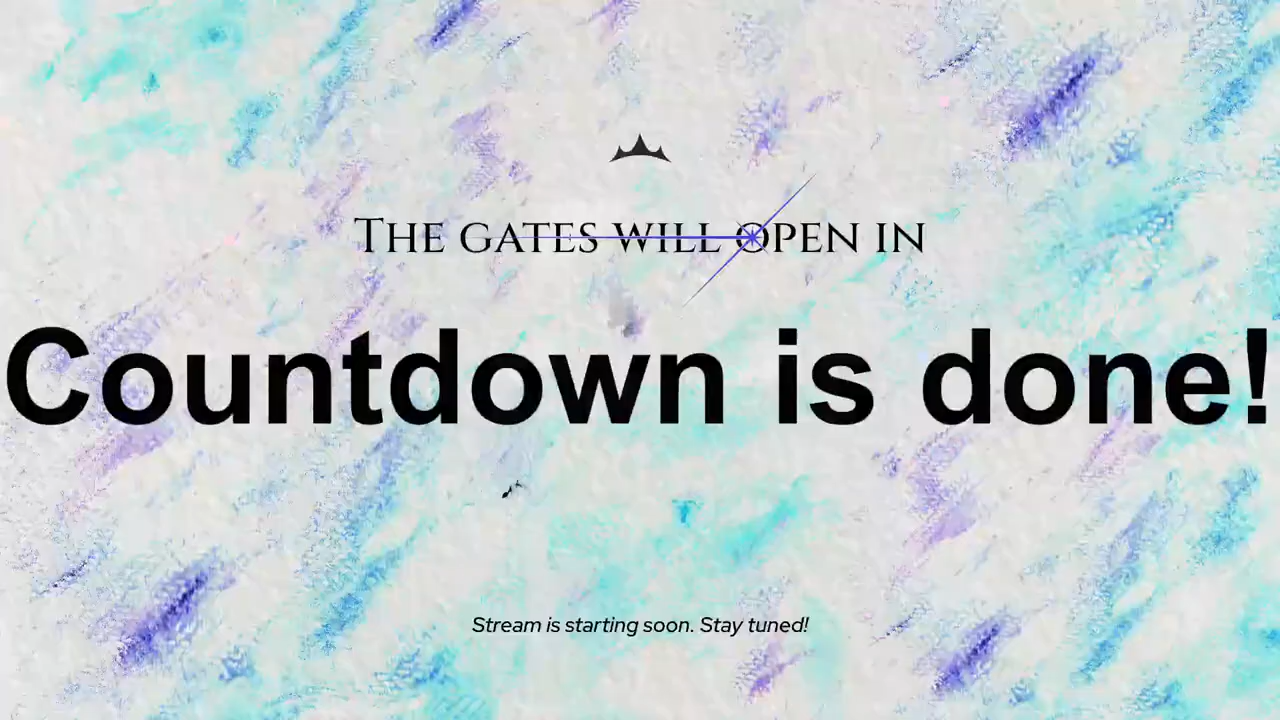 The gates will open in
Countdown is done!
Stream is starting soon. Stay tuned!